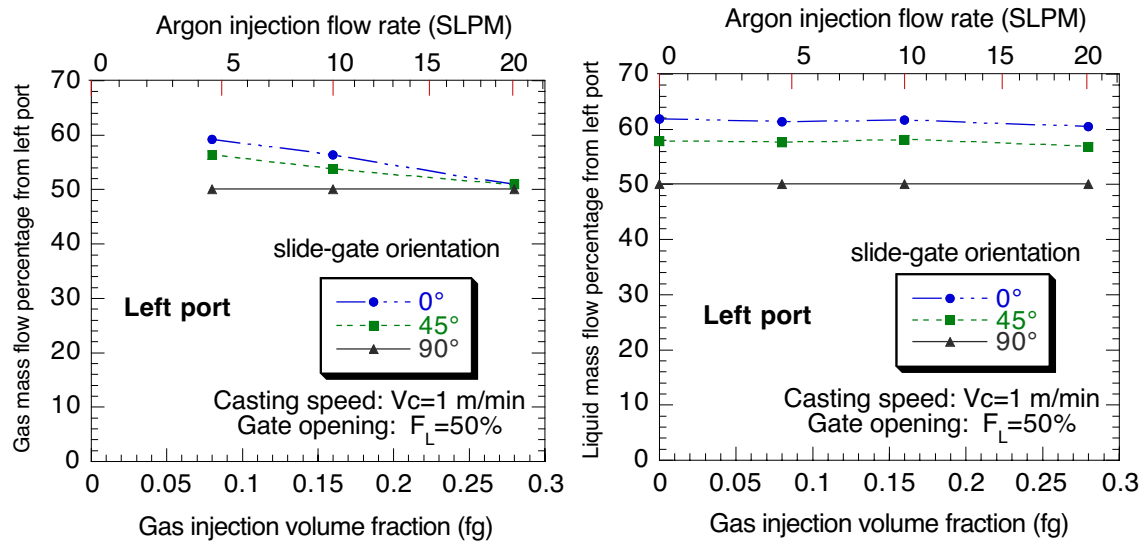 Argon injection flow rate (SLPM)
0 5 10 15 20
Gas mass flow percentage from left port
70
60
50
40
30
20
10
0
slide-gate orientation
0°
45°
90°
Left port
Casting speed: Vc=1 m/min
Gate opening: F_L=50%
0 0.05 0.1 0.15 0.2 0.25 0.3
Gas injection volume fraction (fg)
Argon injection flow rate (SLPM)
0 5 10 15 20
Liquid mass flow percentage from left port
70
60
50
40
30
20
10
0
slide-gate orientation
0°
45°
90°
Left port
Casting speed: Vc=1 m/min
Gate opening: F_L=50%
0 0.05 0.1 0.15 0.2 0.25 0.3
Gas injection volume fraction (fg)